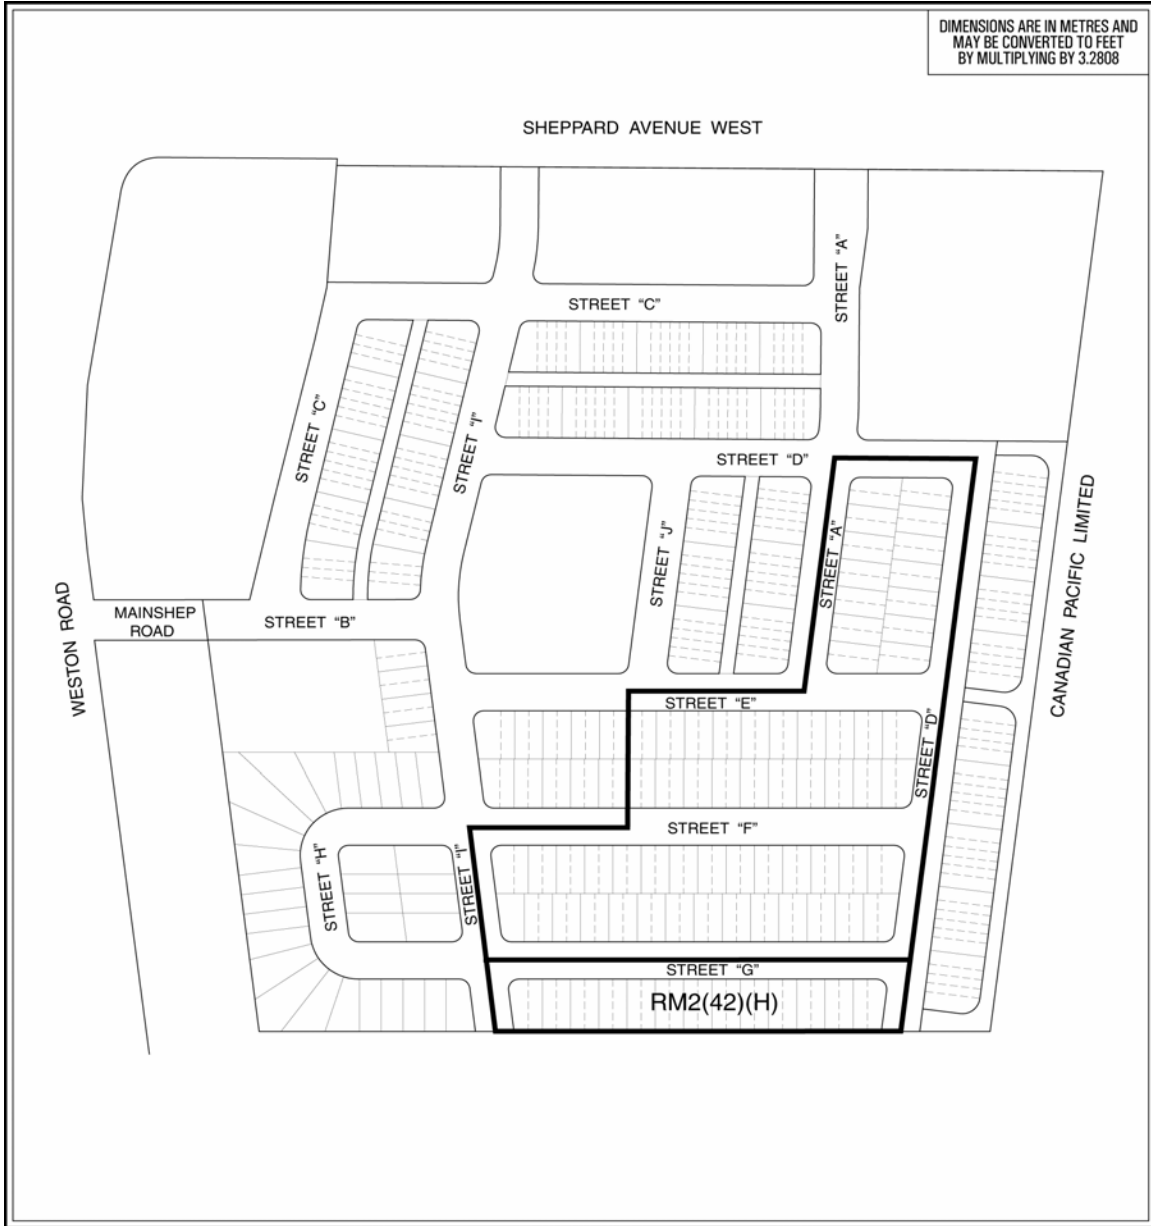 DIMENSIONS ARE IN METRES AND
MAY BE CONVERTED TO FEET
BY MULTIPLYING BY 3.2808
SHEPPARD AVENUE WEST
STREET "A"
STREET "C"
STREET "C"
STREET "I"
STREET "D"
STREET "J"
STREET "A"
CANADIAN PACIFIC LIMITED
WESTON ROAD
MAINSHEP
ROAD
STREET "B"
STREET "E"
STREET "D"
STREET "F"
STREET "H"
STREET "I"
STREET "G"
RM2(42)(H)